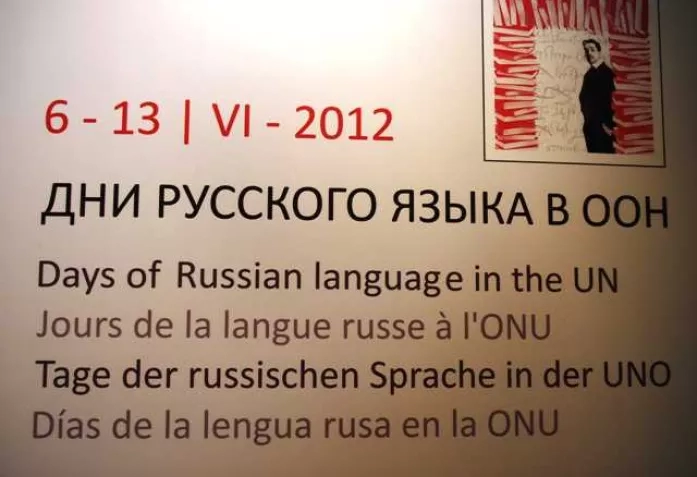 6 - 13 | VI - 2012
ДНИ РУССКОГО ЯЗЫКА В ООН
Days of Russian language in the UN
Jours de la langue russe à l'ONU
Tage der russischen Sprache in der UNO
Días de la lengua rusa en la ONU